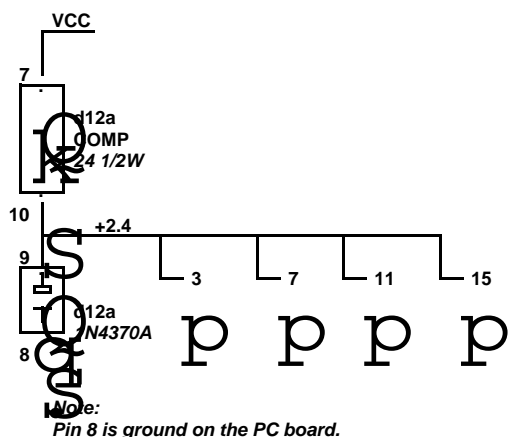 VCC
7
d12a
COMP
24 1/2W
10
+2.4
9
3 7 11 15
d12a
1N4370A
8
Note:
Pin 8 is ground on the PC board.